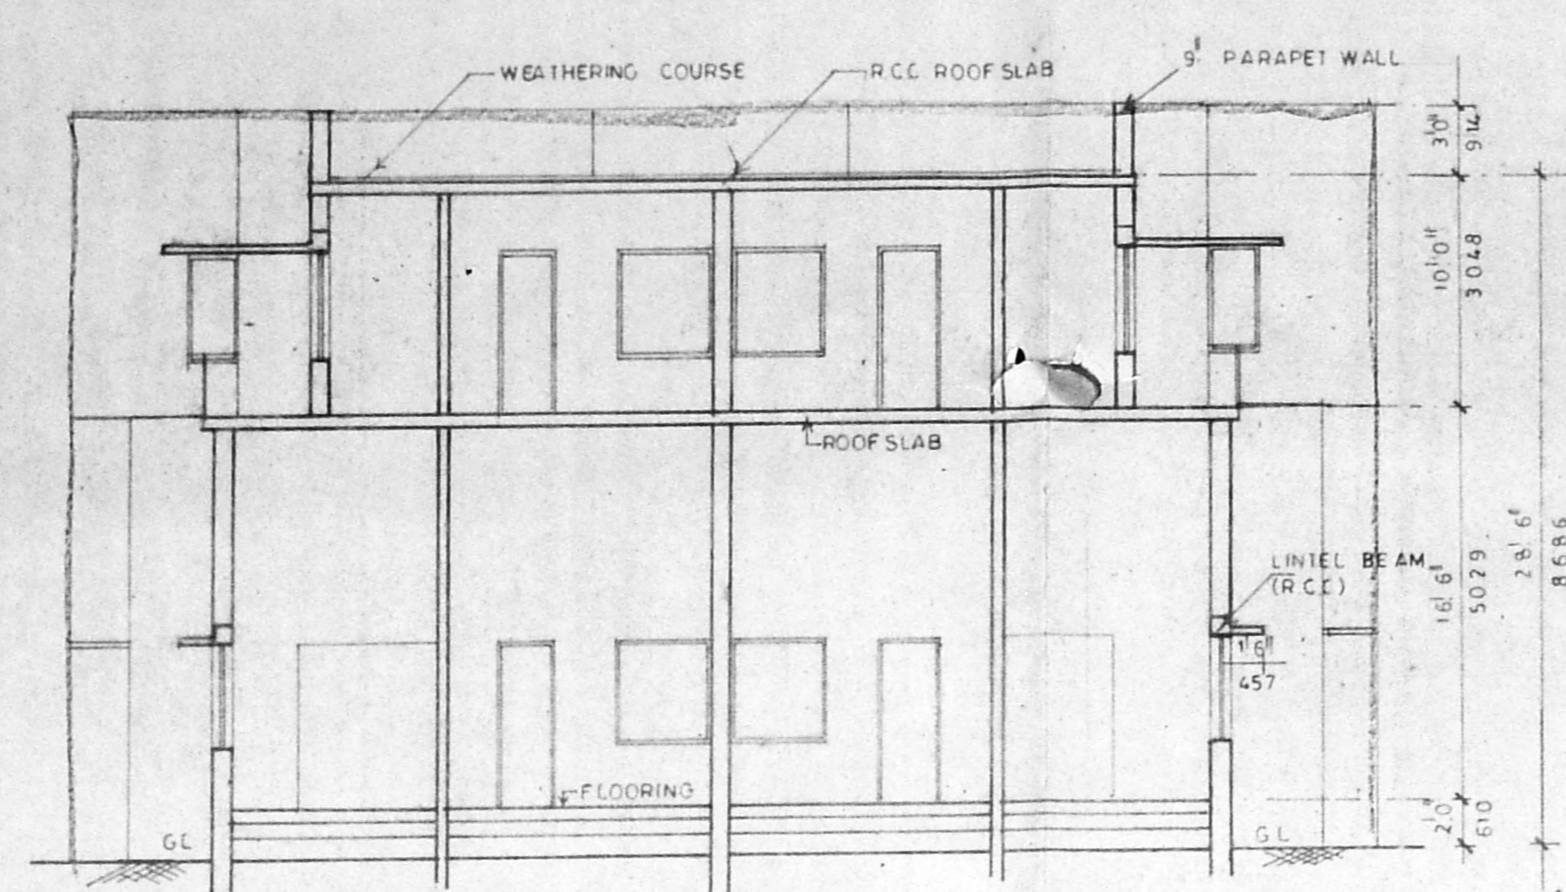 WEATHERING COURSE
R.C.C ROOF SLAB
9" PARAPET WALL
3'0"
914
10'0"
3048
ROOF SLAB
LINTEL BEAM
(R.C.C)
16'6"
5029
28'6"
8686
1'6"
457
FLOORING
GL
GL
2'0"
610